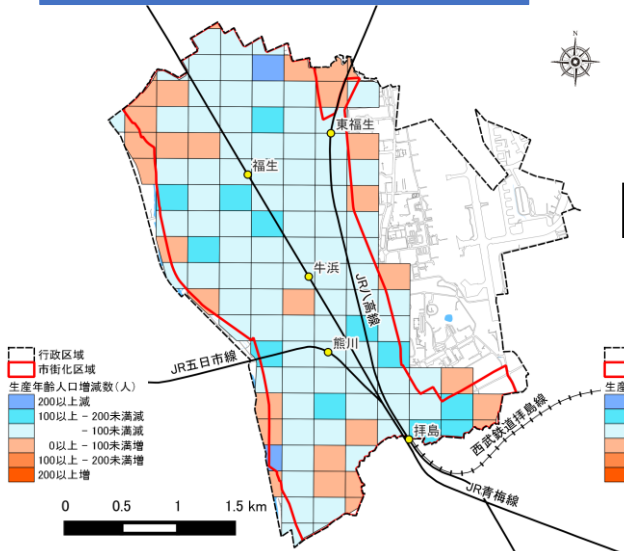 N
東福生
福生
牛浜
JR八高線
熊川
JR五日市線
拝島
西武鉄道拝島線
JR青梅線
行政区域
市街化区域
生産年齢人口増減数(人)
200以上減
100以上 - 200未満減
- 100未満減
0以上 - 100未満増
100以上 - 200未満増
200以上増
0 0.5 1 1.5 km
生産